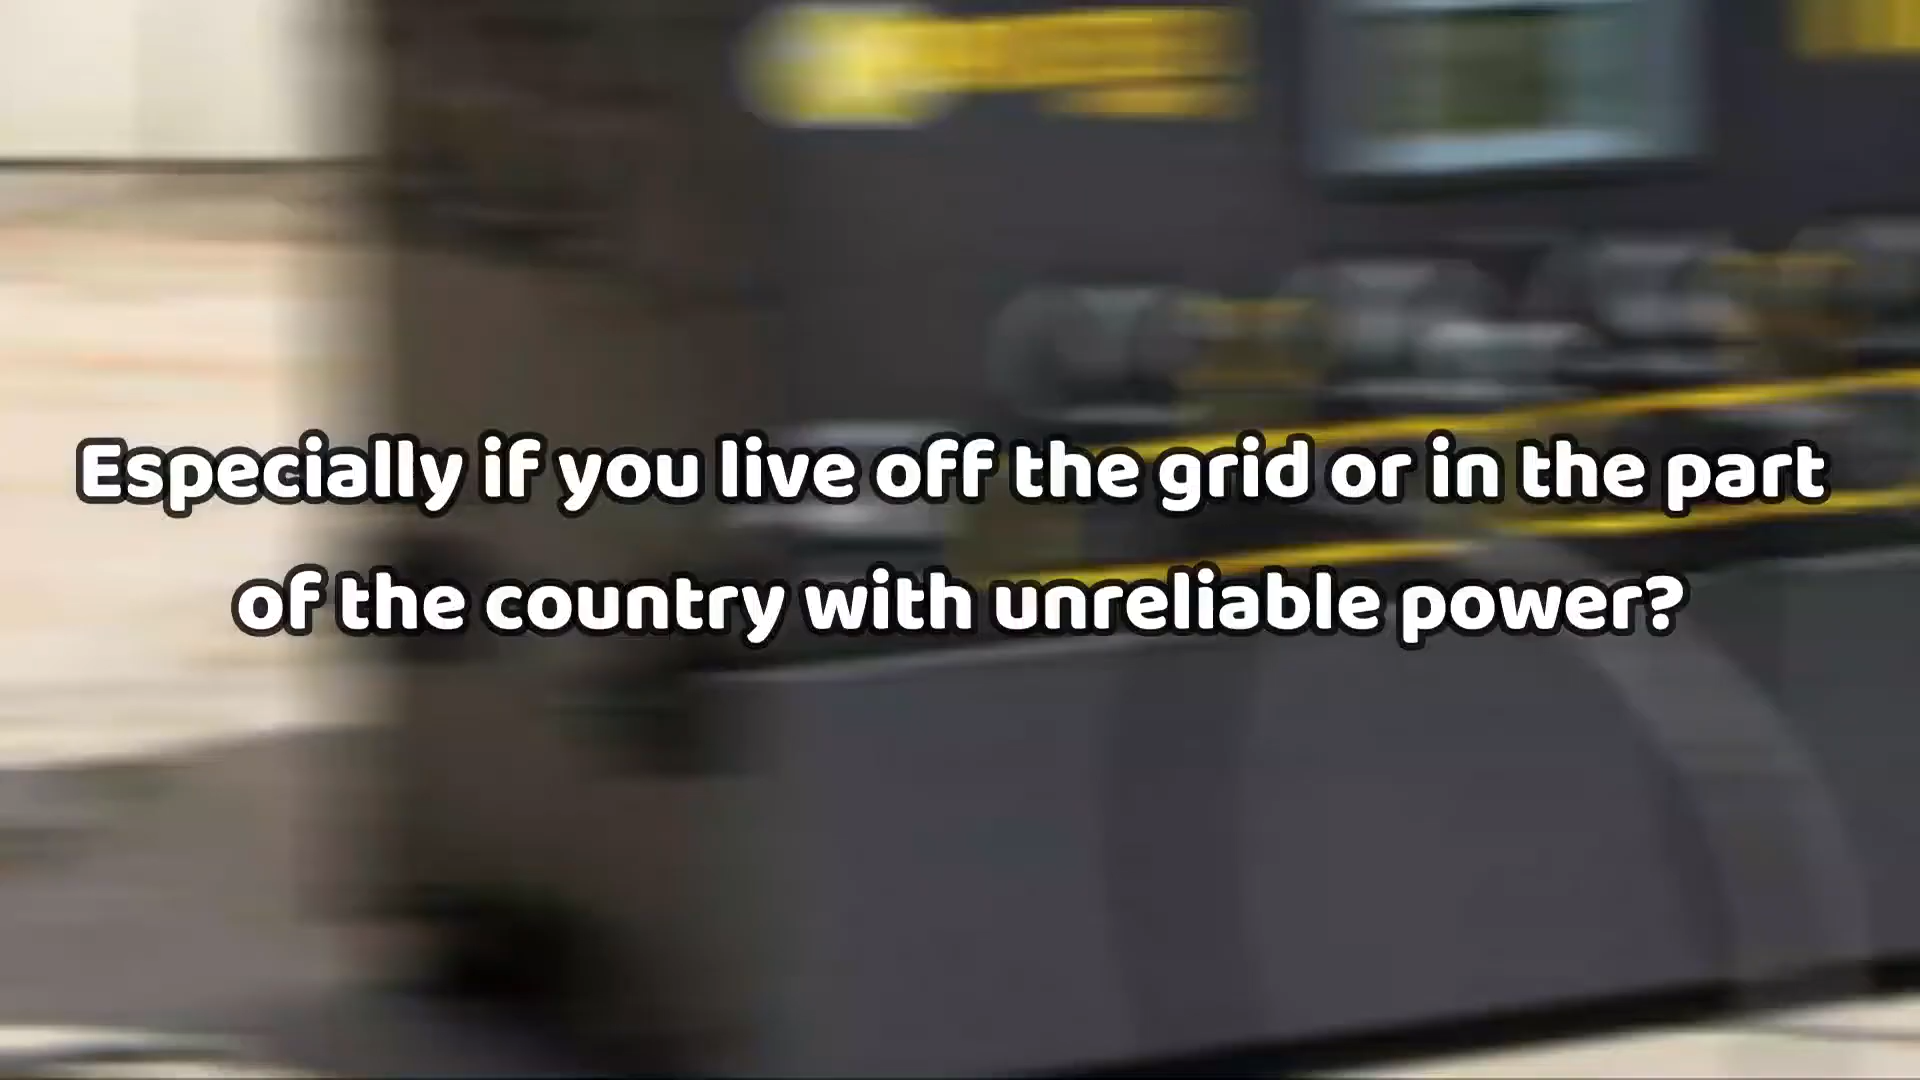 Especially if you live off the grid or in the part
of the country with unreliable power?